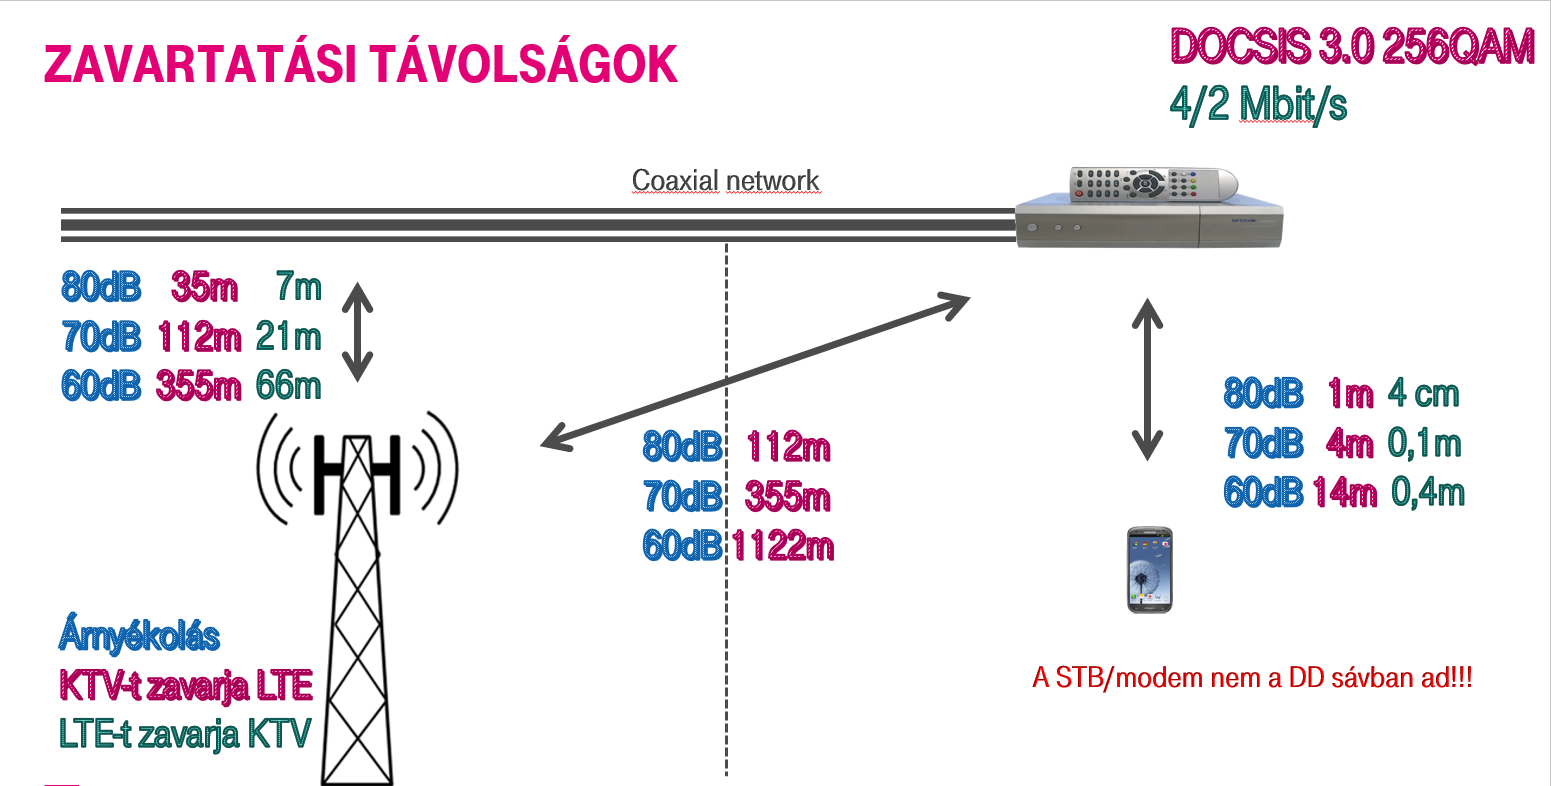 ZAVARTATÁSI TÁVOLSÁGOK
DOCSIS 3.0 256QAM
4/2 Mbit/s
Coaxial network
80dB 35m 7m
70dB 112m 21m
60dB 355m 66m
80dB 112m
70dB 355m
60dB 1122m
80dB 1m 4 cm
70dB 4m 0,1m
60dB 14m 0,4m
Árnyékolás
KTV-t zavarja LTE
LTE-t zavarja KTV
A STB/modem nem a DD sávban ad!!!